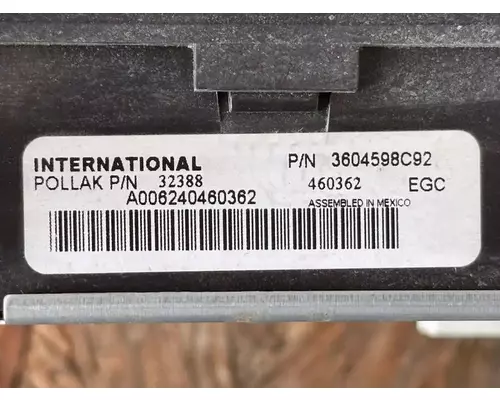 INTERNATIONAL P/N 3604598C92
POLLAK P/N 32388 460362 EGC
A006240460362 ASSEMBLED IN MEXICO